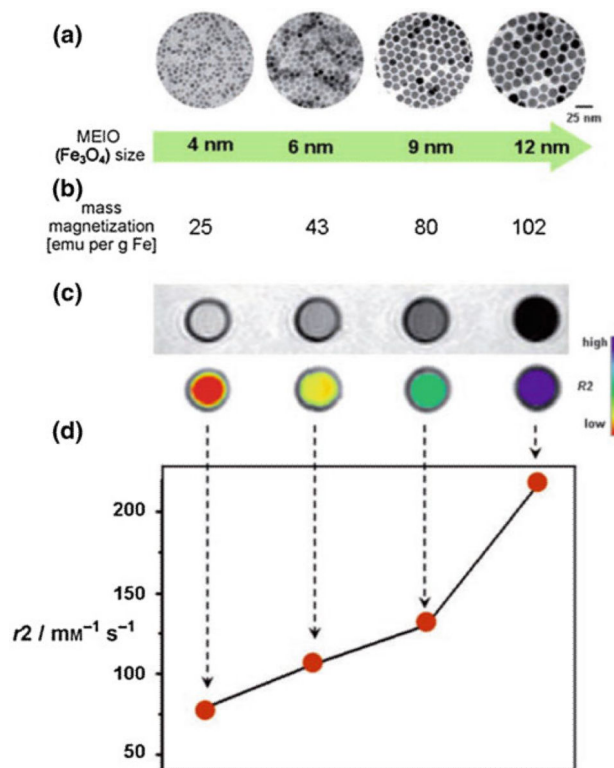 (a)
25 nm
MEIO
(Fe₃O₄) size
4 nm 6 nm 9 nm 12 nm
(b)
mass
magnetization
[emu per g Fe]
25 43 80 102
(c)
high
R2
low
(d)
200
150
r2 / mM⁻¹ s⁻¹
100
50